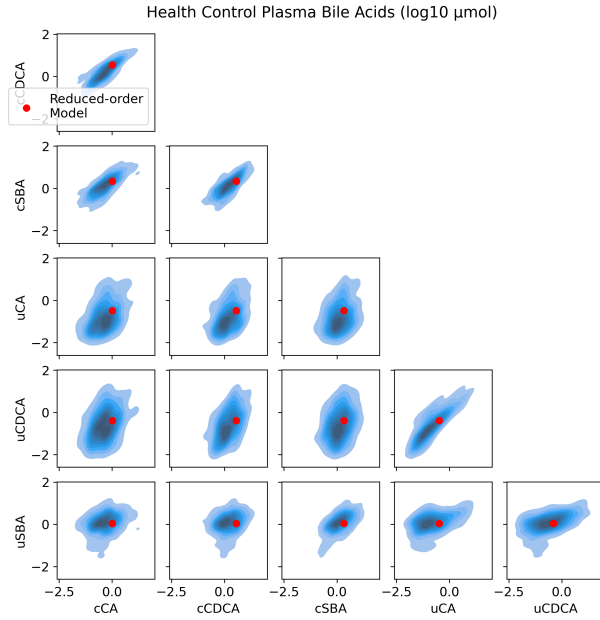 Health Control Plasma Bile Acids (log10 μmol)
2
0
−2
cCDCA
Reduced-order
Model
2
0
−2
cSBA
2
0
−2
uCA
2
0
−2
uCDCA
2
0
−2
uSBA
−2.5 0.0 −2.5 0.0 −2.5 0.0 −2.5 0.0 −2.5 0.0
cCA cCDCA cSBA uCA uCDCA